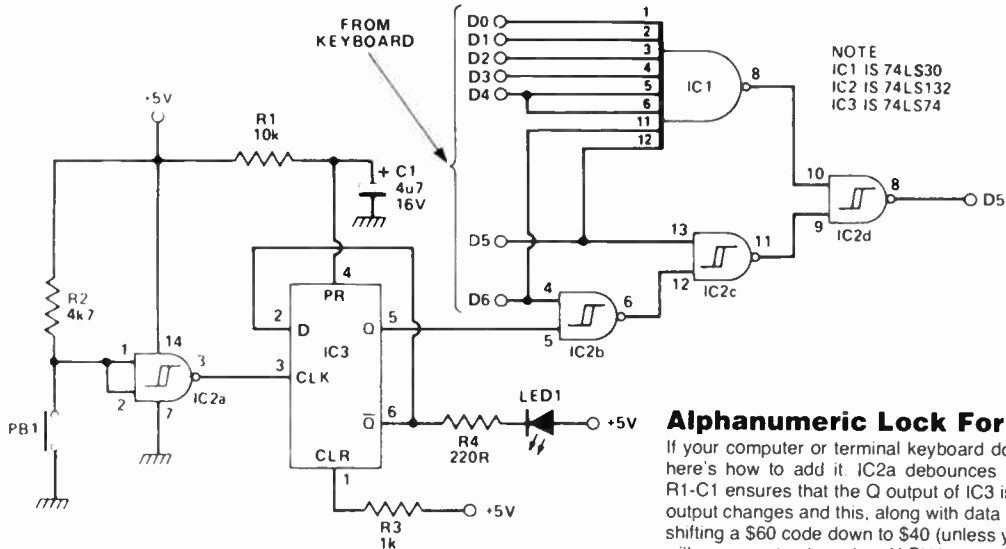 FROM
KEYBOARD
D0
D1
D2
D3
D4
1
2
3
4
5
6
11
12
IC1
8
NOTE
IC1 IS 74LS30
IC2 IS 74LS132
IC3 IS 74LS74
+5V
R1
10k
+ C1
4u7
16V
10
9
8
D5
IC2d
D5
13
12
11
IC2c
D6
4
5
6
IC2b
R2
4k7
1
2
14
3
7
IC2a
PB1
4
PR
2
D
IC3
Q
5
3
CLK
Q
6
CLR
1
R3
1k
+5V
R4
220R
LED1
+5V
Alphanumeric Lock For
If your computer or terminal keyboard do
here's how to add it. IC2a debounces
R1-C1 ensures that the Q output of IC3 is
output changes and this, along with data
shifting a $60 code down to $40 (unless y